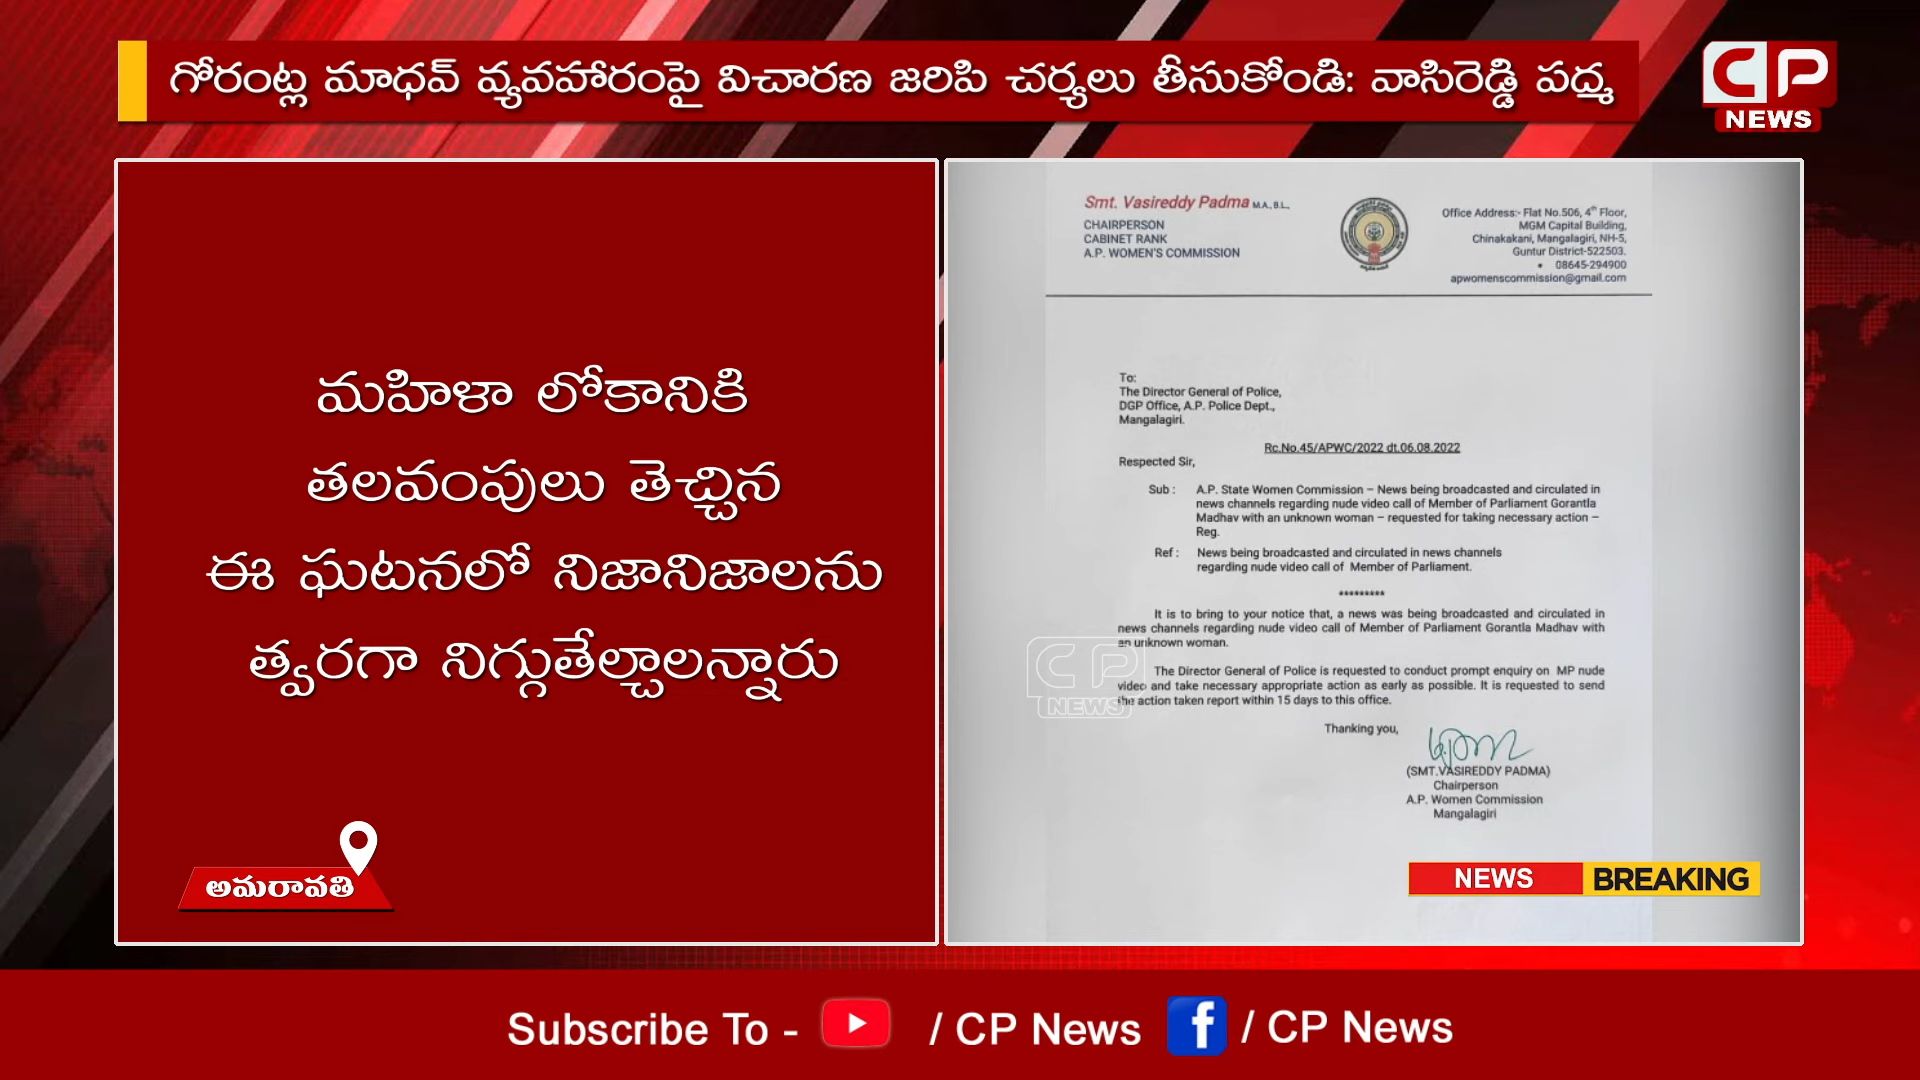 గోరంట్ల మాధవ్ వ్యవహారంపై విచారణ జరిపి చర్యలు తీసుకోండి: వాసిరెడ్డి పద్మ
CP
NEWS
మహిళా లోకానికి
తలవంపులు తెచ్చిన
ఈ ఘటనలో నిజానిజాలను
త్వరగా నిగ్గుతేల్చాలన్నారు
అమరావతి
Smt. Vasireddy Padma M.A., B.L.,
CHAIRPERSON
CABINET RANK
A.P. WOMEN'S COMMISSION
Office Address:- Flat No.506, 4th Floor,
MGM Capital Building,
Chinakakani, Mangalagiri, NH-5,
Guntur District-522503.
• 08645-294900
apwomenscommission@gmail.com
To:
The Director General of Police,
DGP Office, A.P. Police Dept.,
Mangalagiri.
Rc.No.45/APWC/2022 dt.06.08.2022
Respected Sir,
Sub : A.P. State Women Commission – News being broadcasted and circulated in
news channels regarding nude video call of Member of Parliament Gorantla
Madhav with an unknown woman – requested for taking necessary action –
Reg.
Ref : News being broadcasted and circulated in news channels
regarding nude video call of Member of Parliament.
*********
It is to bring to your notice that, a news was being broadcasted and circulated in
news channels regarding nude video call of Member of Parliament Gorantla Madhav with
an unknown woman.
The Director General of Police is requested to conduct prompt enquiry on MP nude
video and take necessary appropriate action as early as possible. It is requested to send
the action taken report within 15 days to this office.
Thanking you,
(SMT.VASIREDDY PADMA)
Chairperson
A.P. Women Commission
Mangalagiri
CP
NEWS
NEWS BREAKING
Subscribe To - / CP News f / CP News